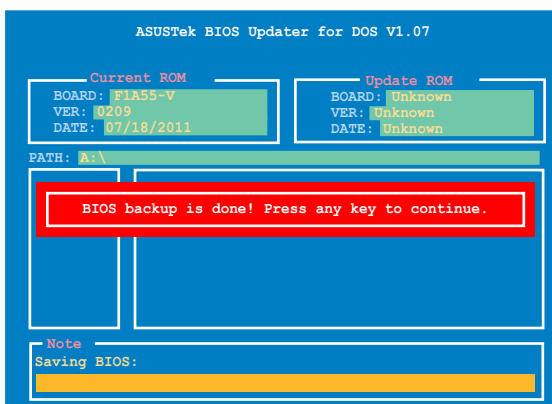 ASUSTek BIOS Updater for DOS V1.07
Current ROM
BOARD: F1A55-V
VER: 0209
DATE: 07/18/2011
Update ROM
BOARD: Unknown
VER: Unknown
DATE: Unknown
PATH: A:\
BIOS backup is done! Press any key to continue.
Note
Saving BIOS: